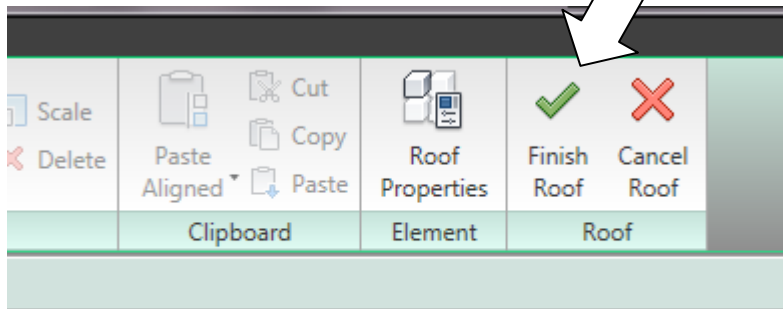 Scale
Delete
Paste
Aligned
Cut
Copy
Paste
Clipboard
Roof
Properties
Element
Finish
Roof
Cancel
Roof
Roof